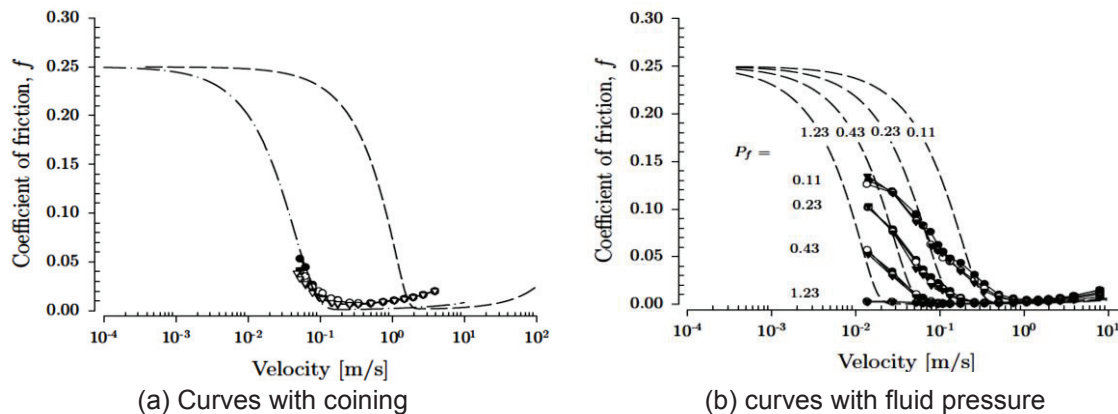 0.30
0.25
0.20
0.15
0.10
0.05
0.00
Coefficient of friction, f
10⁻⁴ 10⁻³ 10⁻² 10⁻¹ 10⁰ 10¹ 10²
Velocity [m/s]
(a) Curves with coining
0.30
0.25
0.20
0.15
0.10
0.05
0.00
Coefficient of friction, f
1.23 0.43 0.23 0.11
P_f =
0.11
0.23
0.43
1.23
10⁻⁴ 10⁻³ 10⁻² 10⁻¹ 10⁰ 10¹
Velocity [m/s]
(b) curves with fluid pressure